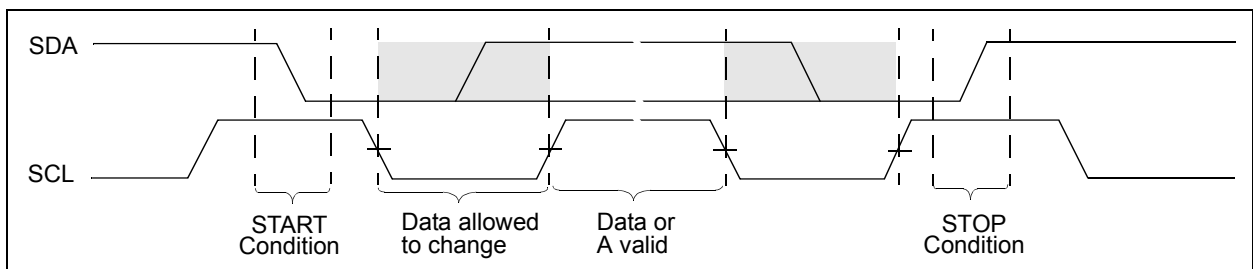 SDA
SCL
START
Condition
Data allowed
to change
Data or
A valid
STOP
Condition